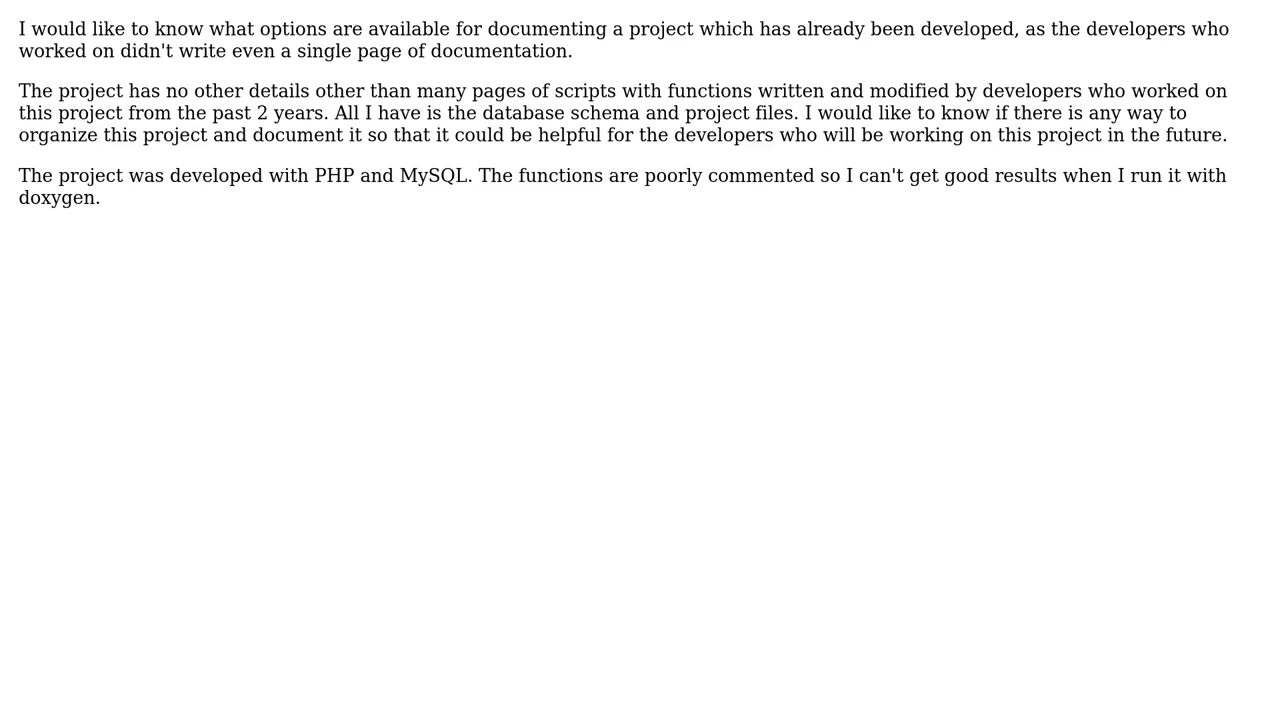 I would like to know what options are available for documenting a project which has already been developed, as the developers who
worked on didn't write even a single page of documentation.
The project has no other details other than many pages of scripts with functions written and modified by developers who worked on
this project from the past 2 years. All I have is the database schema and project files. I would like to know if there is any way to
organize this project and document it so that it could be helpful for the developers who will be working on this project in the future.
The project was developed with PHP and MySQL. The functions are poorly commented so I can't get good results when I run it with
doxygen.